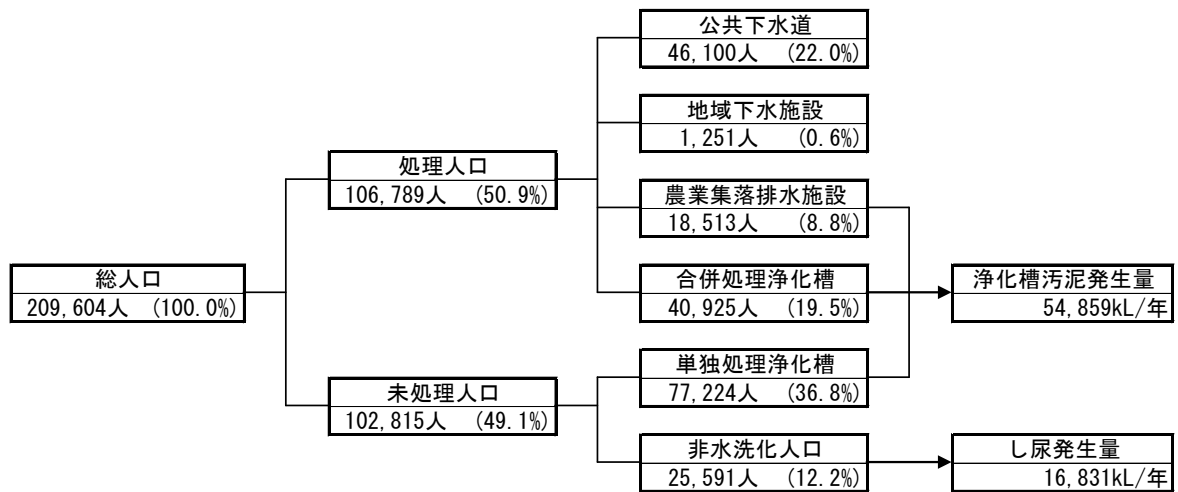 総人口
209,604人 (100.0%)
処理人口
106,789人 (50.9%)
未処理人口
102,815人 (49.1%)
公共下水道
46,100人 (22.0%)
地域下水施設
1,251人 (0.6%)
農業集落排水施設
18,513人 (8.8%)
合併処理浄化槽
40,925人 (19.5%)
単独処理浄化槽
77,224人 (36.8%)
非水洗化人口
25,591人 (12.2%)
浄化槽汚泥発生量
54,859kL/年
し尿発生量
16,831kL/年